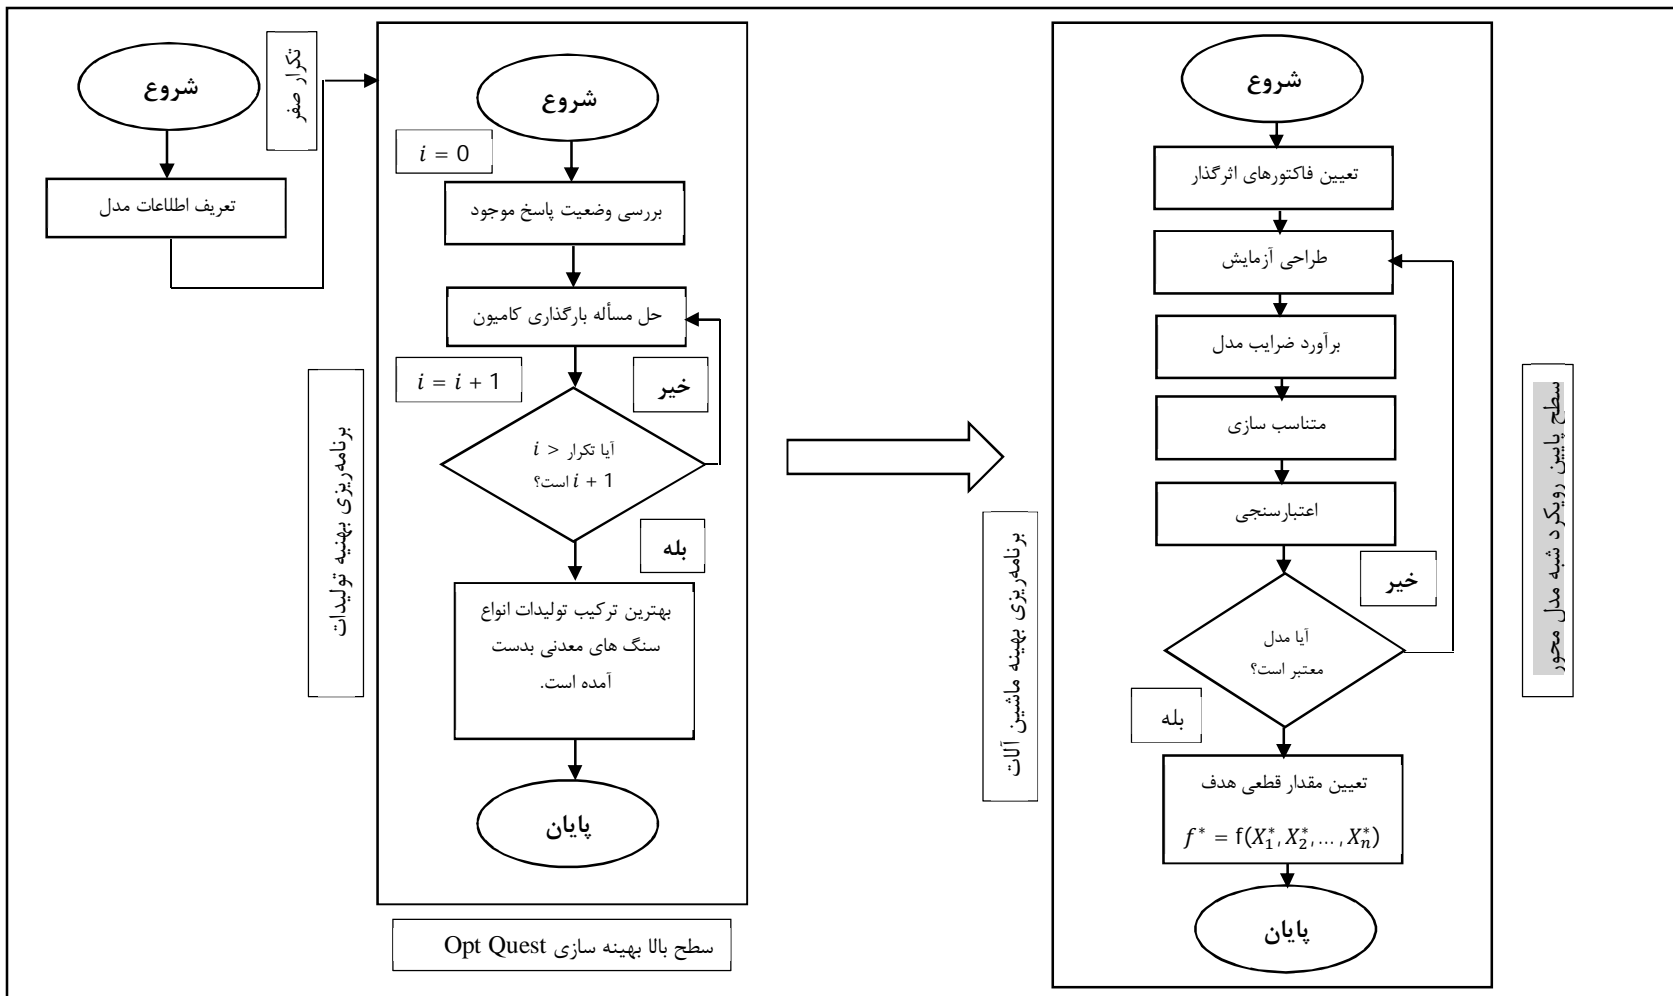 شروع
تعریف اطلاعات مدل
تکرار صفر
شروع
i = 0
بررسی وضعیت پاسخ موجود
حل مسأله بارگذاری کامیون
i = i + 1
خیر
آیا تکرار > i
i + 1 است؟
بله
بهترین ترکیب تولیدات انواع
سنگ های معدنی بدست
آمده است.
پایان
برنامه‌ریزی بهنیه تولیدات
سطح بالا بهینه سازی Opt Quest
برنامه‌ریزی بهینه ماشین آلات
شروع
تعیین فاکتورهای اثرگذار
طراحی آزمایش
برآورد ضرایب مدل
متناسب سازی
اعتبارسنجی
خیر
آیا مدل
معتبر است؟
بله
تعیین مقدار قطعی هدف
f* = f(X₁*, X₂*, … , Xₙ*)
پایان
سطح پایین رویکرد شبه مدل محور